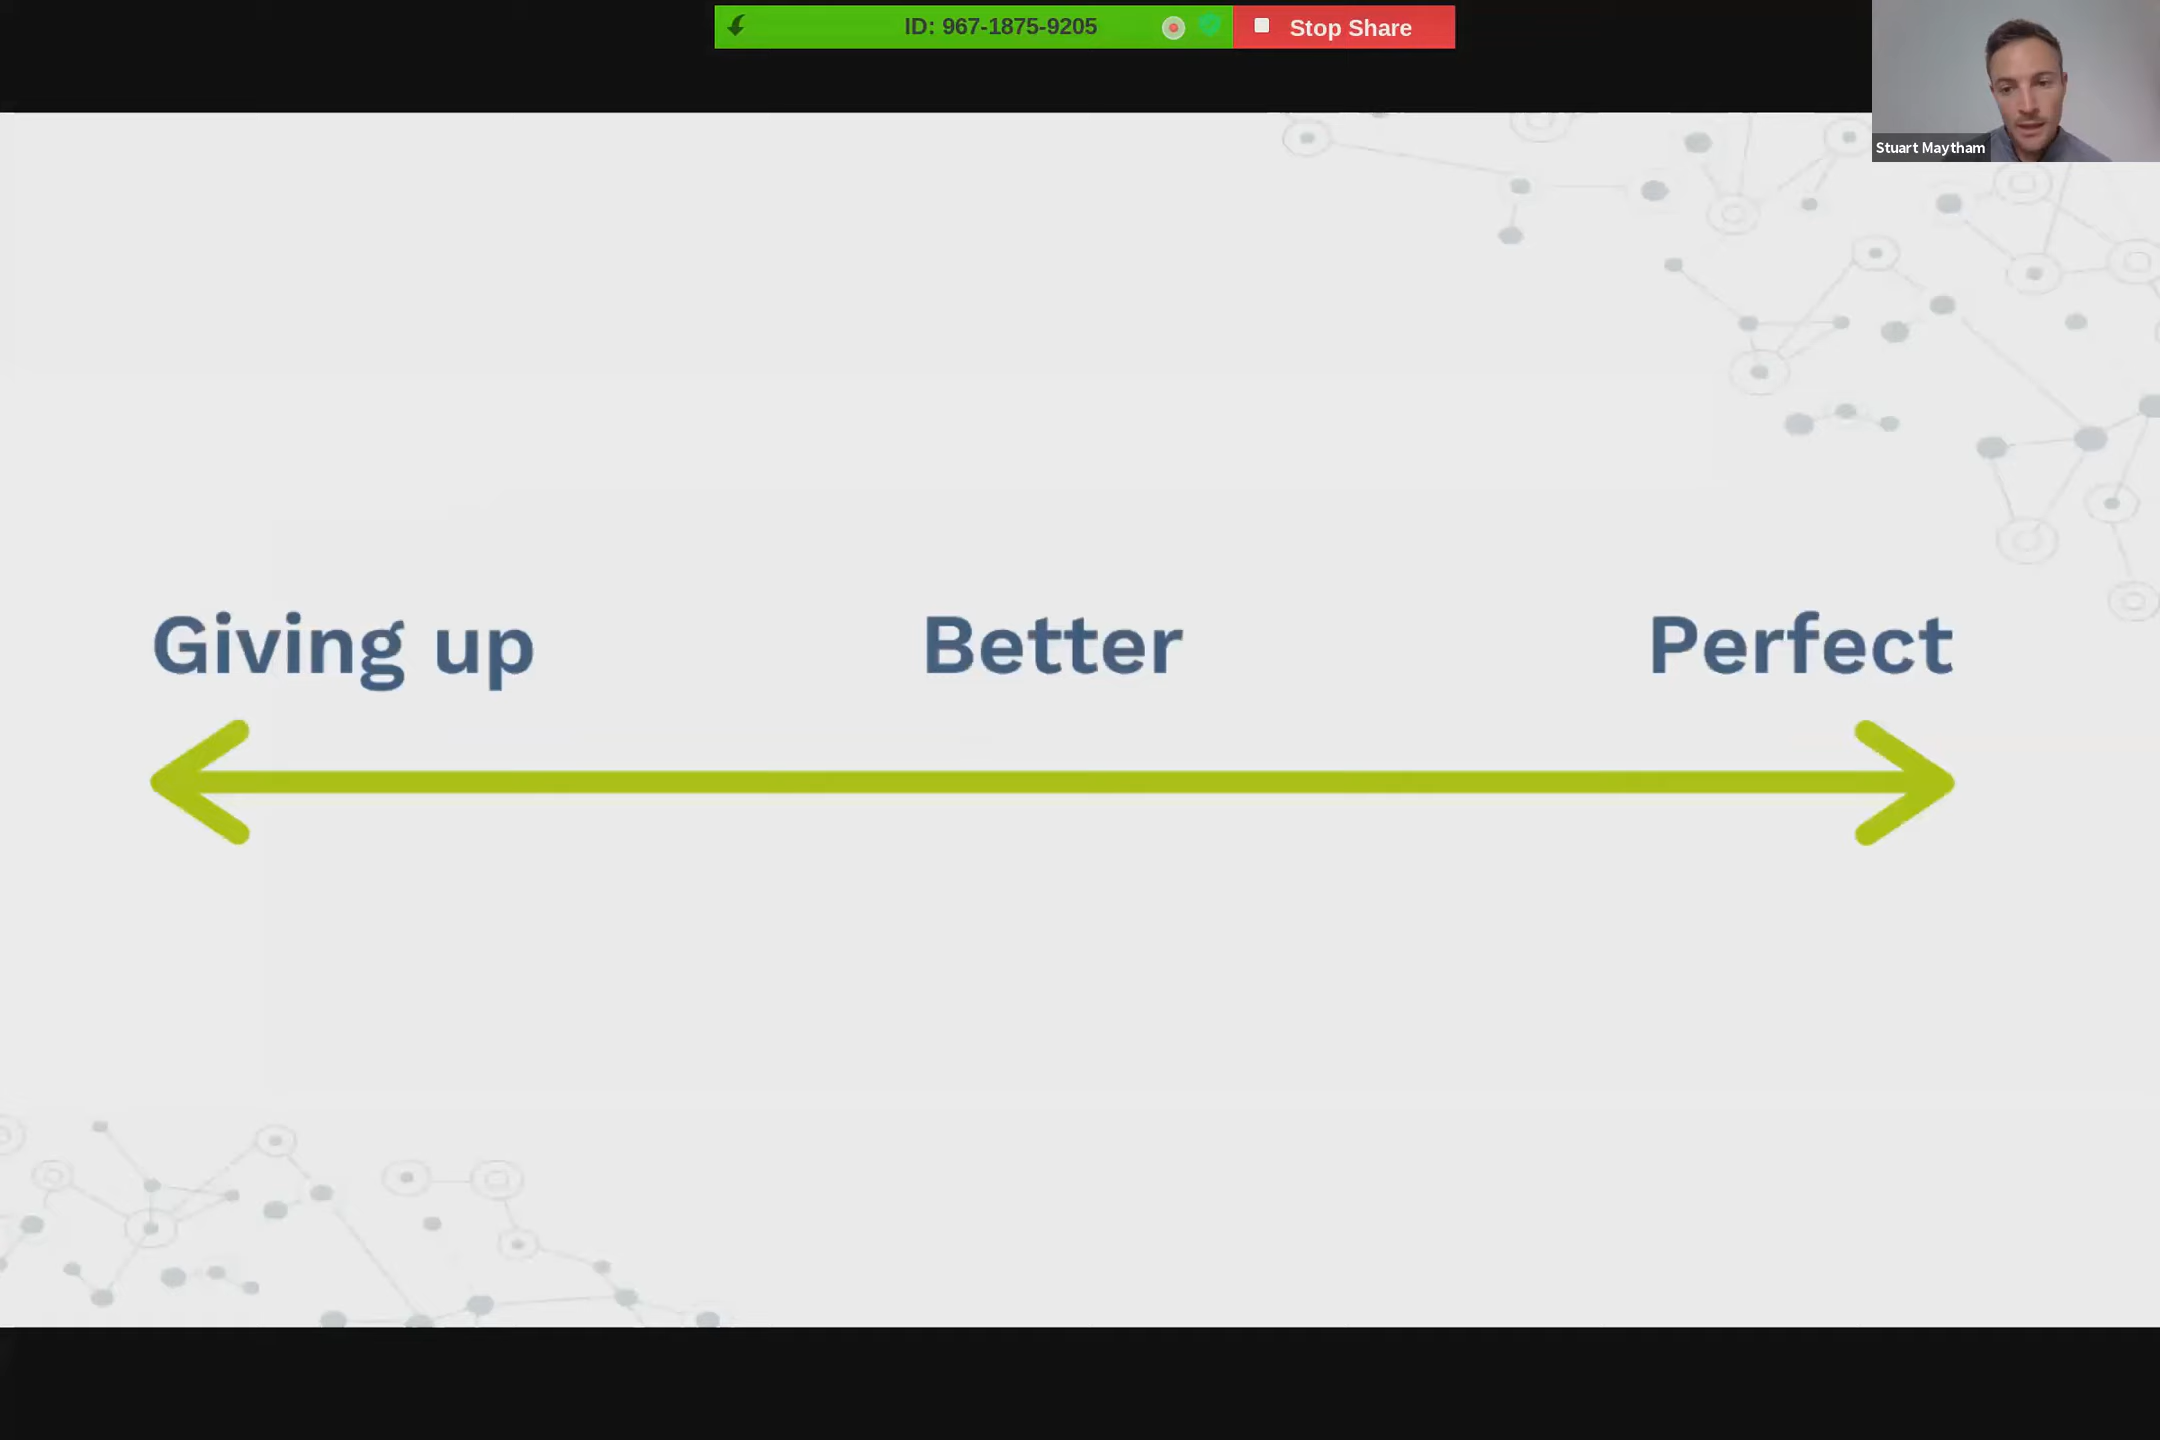 ID: 967-1875-9205
Stop Share
Stuart Maytham
Giving up
Better
Perfect